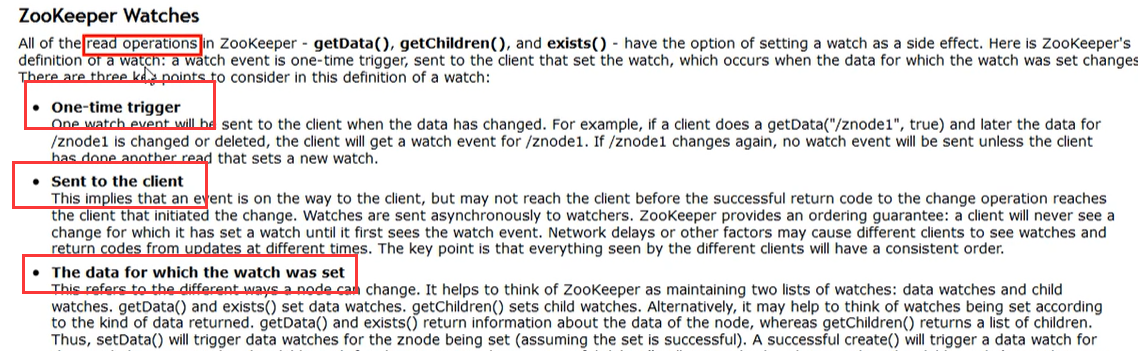 ZooKeeper Watches
All of the read operations in ZooKeeper - getData(), getChildren(), and exists() - have the option of setting a watch as a side effect. Here is ZooKeeper's
definition of a watch: a watch event is one-time trigger, sent to the client that set the watch, which occurs when the data for which the watch was set changes
There are three key points to consider in this definition of a watch:
• One-time trigger
One watch event will be sent to the client when the data has changed. For example, if a client does a getData("/znode1", true) and later the data for
/znode1 is changed or deleted, the client will get a watch event for /znode1. If /znode1 changes again, no watch event will be sent unless the client
has done another read that sets a new watch.
• Sent to the client
This implies that an event is on the way to the client, but may not reach the client before the successful return code to the change operation reaches
the client that initiated the change. Watches are sent asynchronously to watchers. ZooKeeper provides an ordering guarantee: a client will never see a
change for which it has set a watch until it first sees the watch event. Network delays or other factors may cause different clients to see watches and
return codes from updates at different times. The key point is that everything seen by the different clients will have a consistent order.
• The data for which the watch was set
This refers to the different ways a node can change. It helps to think of ZooKeeper as maintaining two lists of watches: data watches and child
watches. getData() and exists() set data watches. getChildren() sets child watches. Alternatively, it may help to think of watches being set according
to the kind of data returned. getData() and exists() return information about the data of the node, whereas getChildren() returns a list of children.
Thus, setData() will trigger data watches for the znode being set (assuming the set is successful). A successful create() will trigger a data watch for